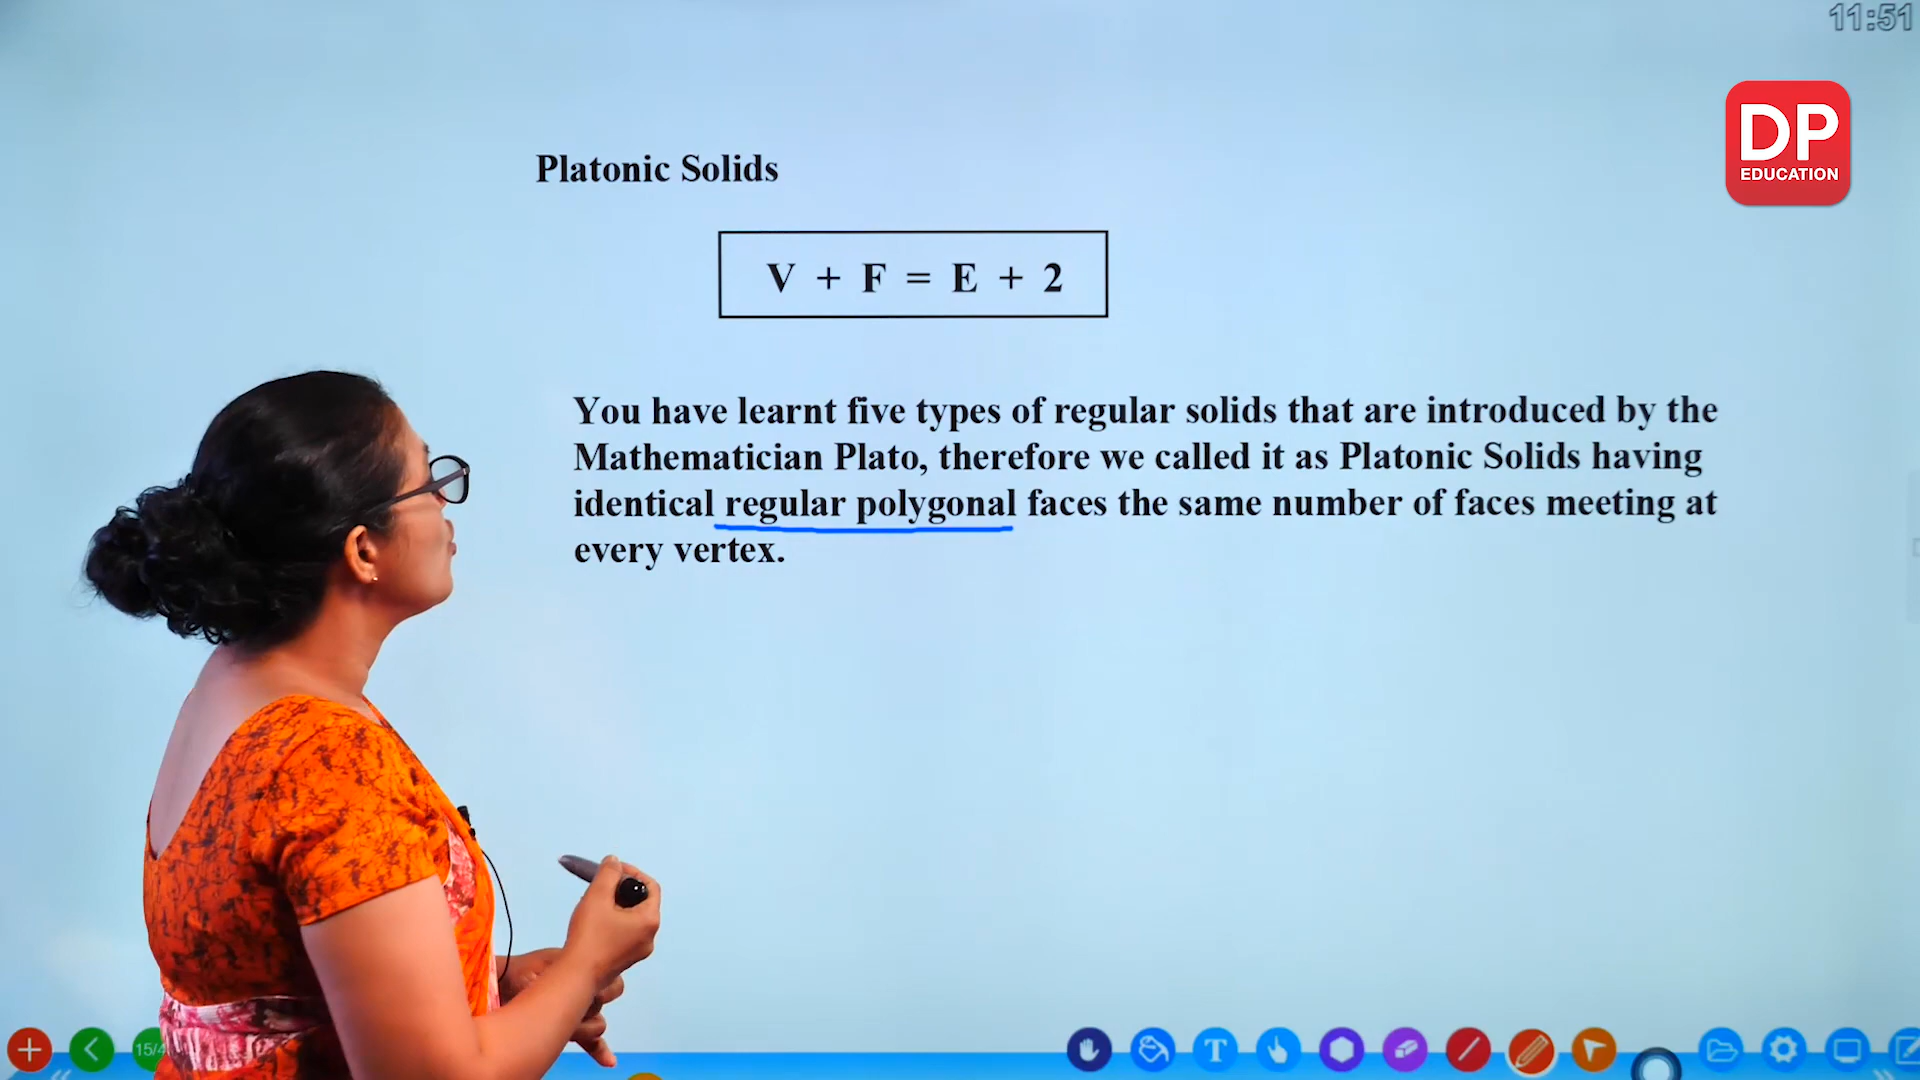 11:51
DP
EDUCATION
Platonic Solids
V + F = E + 2
You have learnt five types of regular solids that are introduced by the
Mathematician Plato, therefore we called it as Platonic Solids having
identical regular polygonal faces the same number of faces meeting at
every vertex.
15/4
T